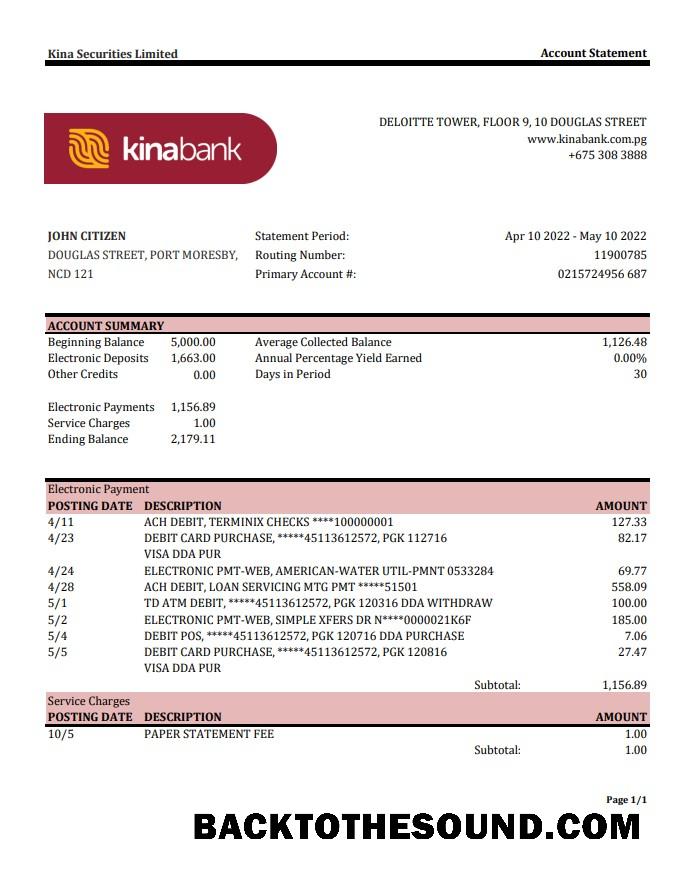 Kina Securities Limited Account Statement
kinabank
DELOITTE TOWER, FLOOR 9, 10 DOUGLAS STREET
www.kinabank.com.pg
+675 308 3888
JOHN CITIZEN Statement Period: Apr 10 2022 - May 10 2022
DOUGLAS STREET, PORT MORESBY, Routing Number: 11900785
NCD 121 Primary Account #: 0215724956 687
ACCOUNT SUMMARY
Beginning Balance 5,000.00 Average Collected Balance 1,126.48
Electronic Deposits 1,663.00 Annual Percentage Yield Earned 0.00%
Other Credits 0.00 Days in Period 30
Electronic Payments 1,156.89
Service Charges 1.00
Ending Balance 2,179.11
Electronic Payment
POSTING DATE DESCRIPTION AMOUNT
4/11 ACH DEBIT, TERMINIX CHECKS ****100000001 127.33
4/23 DEBIT CARD PURCHASE, *****45113612572, PGK 112716 82.17
VISA DDA PUR
4/24 ELECTRONIC PMT-WEB, AMERICAN-WATER UTIL-PMNT 0533284 69.77
4/28 ACH DEBIT, LOAN SERVICING MTG PMT *****51501 558.09
5/1 TD ATM DEBIT, *****45113612572, PGK 120316 DDA WITHDRAW 100.00
5/2 ELECTRONIC PMT-WEB, SIMPLE XFERS DR N****0000021K6F 185.00
5/4 DEBIT POS, *****45113612572, PGK 120716 DDA PURCHASE 7.06
5/5 DEBIT CARD PURCHASE, *****45113612572, PGK 120816 27.47
VISA DDA PUR
Subtotal: 1,156.89
Service Charges
POSTING DATE DESCRIPTION AMOUNT
10/5 PAPER STATEMENT FEE 1.00
Subtotal: 1.00
Page 1/1
BACKTOTHESOUND.COM